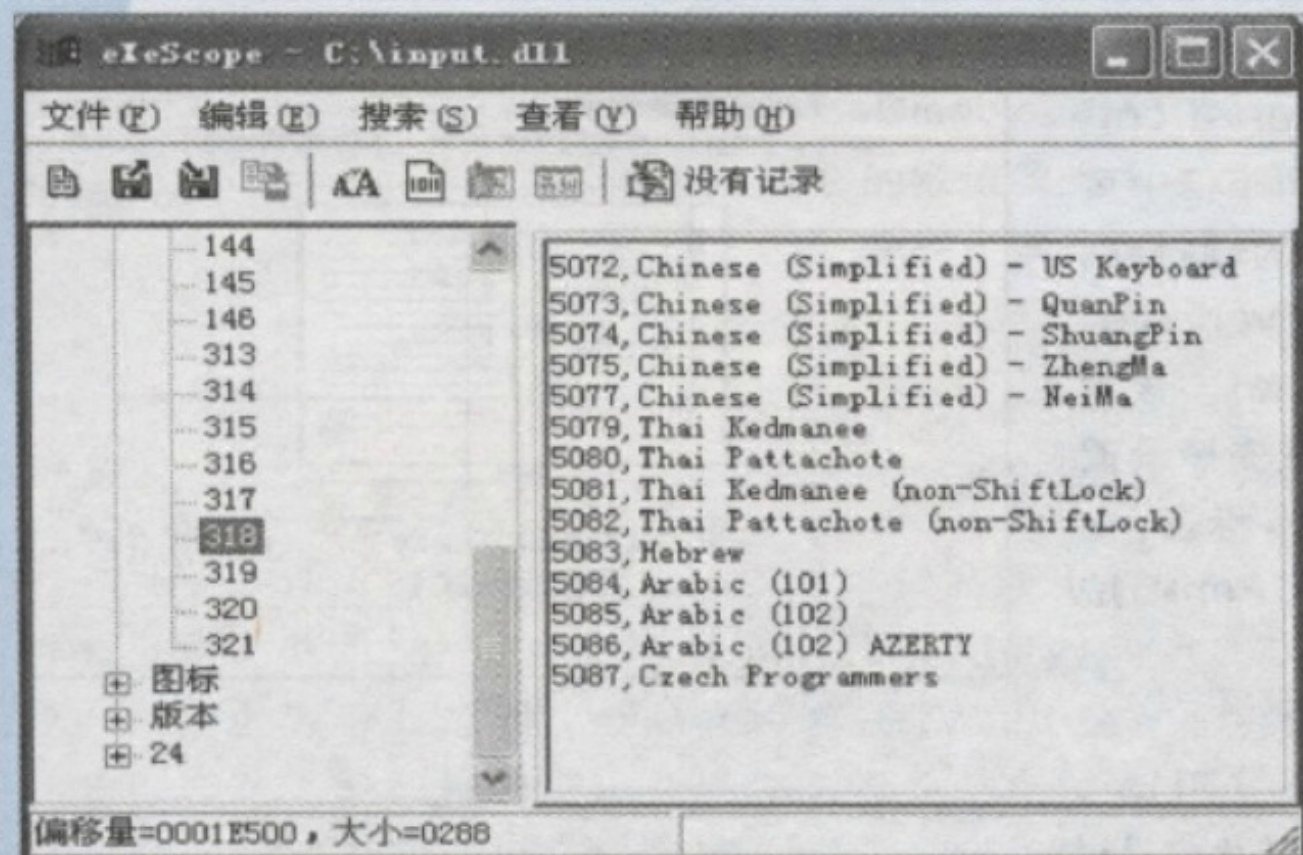 eXeScope - C:\input.dll
文件(F) 编辑(E) 搜索(S) 查看(V) 帮助(H)
没有记录
144
145
146
313
314
315
316
317
318
319
320
321
图标
版本
24
5072,Chinese (Simplified) - US Keyboard
5073,Chinese (Simplified) - QuanPin
5074,Chinese (Simplified) - ShuangPin
5075,Chinese (Simplified) - ZhengMa
5077,Chinese (Simplified) - NeiMa
5079,Thai Kedmanee
5080,Thai Pattachote
5081,Thai Kedmanee (non-ShiftLock)
5082,Thai Pattachote (non-ShiftLock)
5083,Hebrew
5084,Arabic (101)
5085,Arabic (102)
5086,Arabic (102) AZERTY
5087,Czech Programmers
偏移量=0001E500，大小=0288